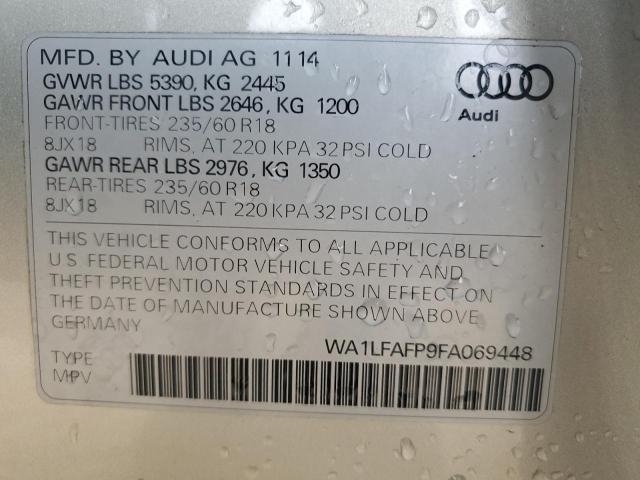 MFD. BY AUDI AG 11 14
GVWR LBS 5390, KG 2445
GAWR FRONT LBS 2646, KG 1200
FRONT-TIRES 235/60 R18
8JX18 RIMS, AT 220 KPA 32 PSI COLD
GAWR REAR LBS 2976, KG 1350
REAR-TIRES 235/60 R18
8JX18 RIMS, AT 220 KPA 32 PSI COLD
Audi
THIS VEHICLE CONFORMS TO ALL APPLICABLE
U.S. FEDERAL MOTOR VEHICLE SAFETY AND
THEFT PREVENTION STANDARDS IN EFFECT ON
THE DATE OF MANUFACTURE SHOWN ABOVE
GERMANY
WA1LFAFP9FA069448
TYPE
MPV